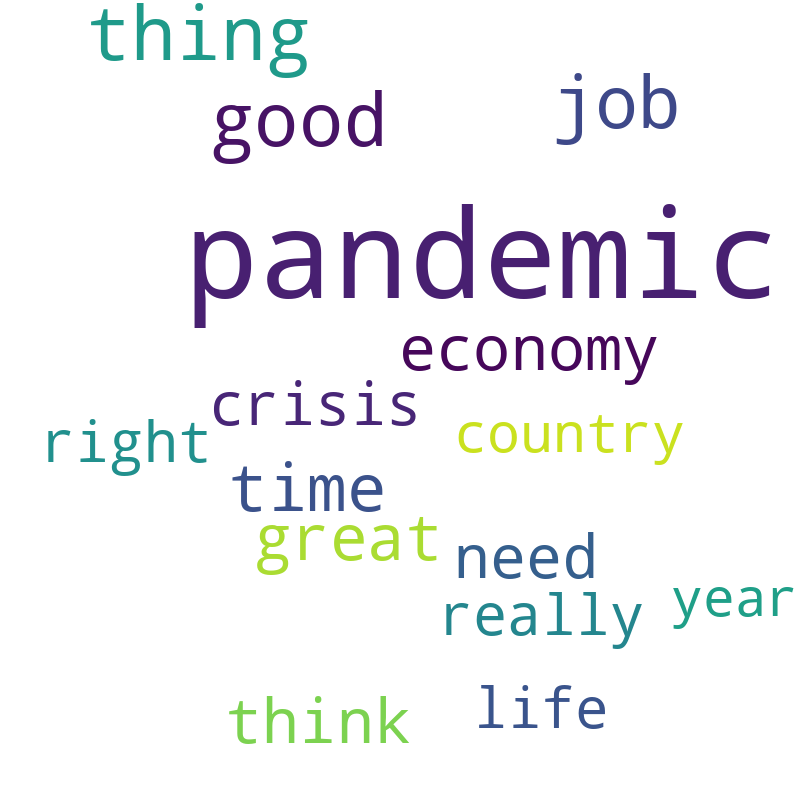 thing
job
good
pandemic
economy
crisis
country
right
time
great
need
year
really
life
think